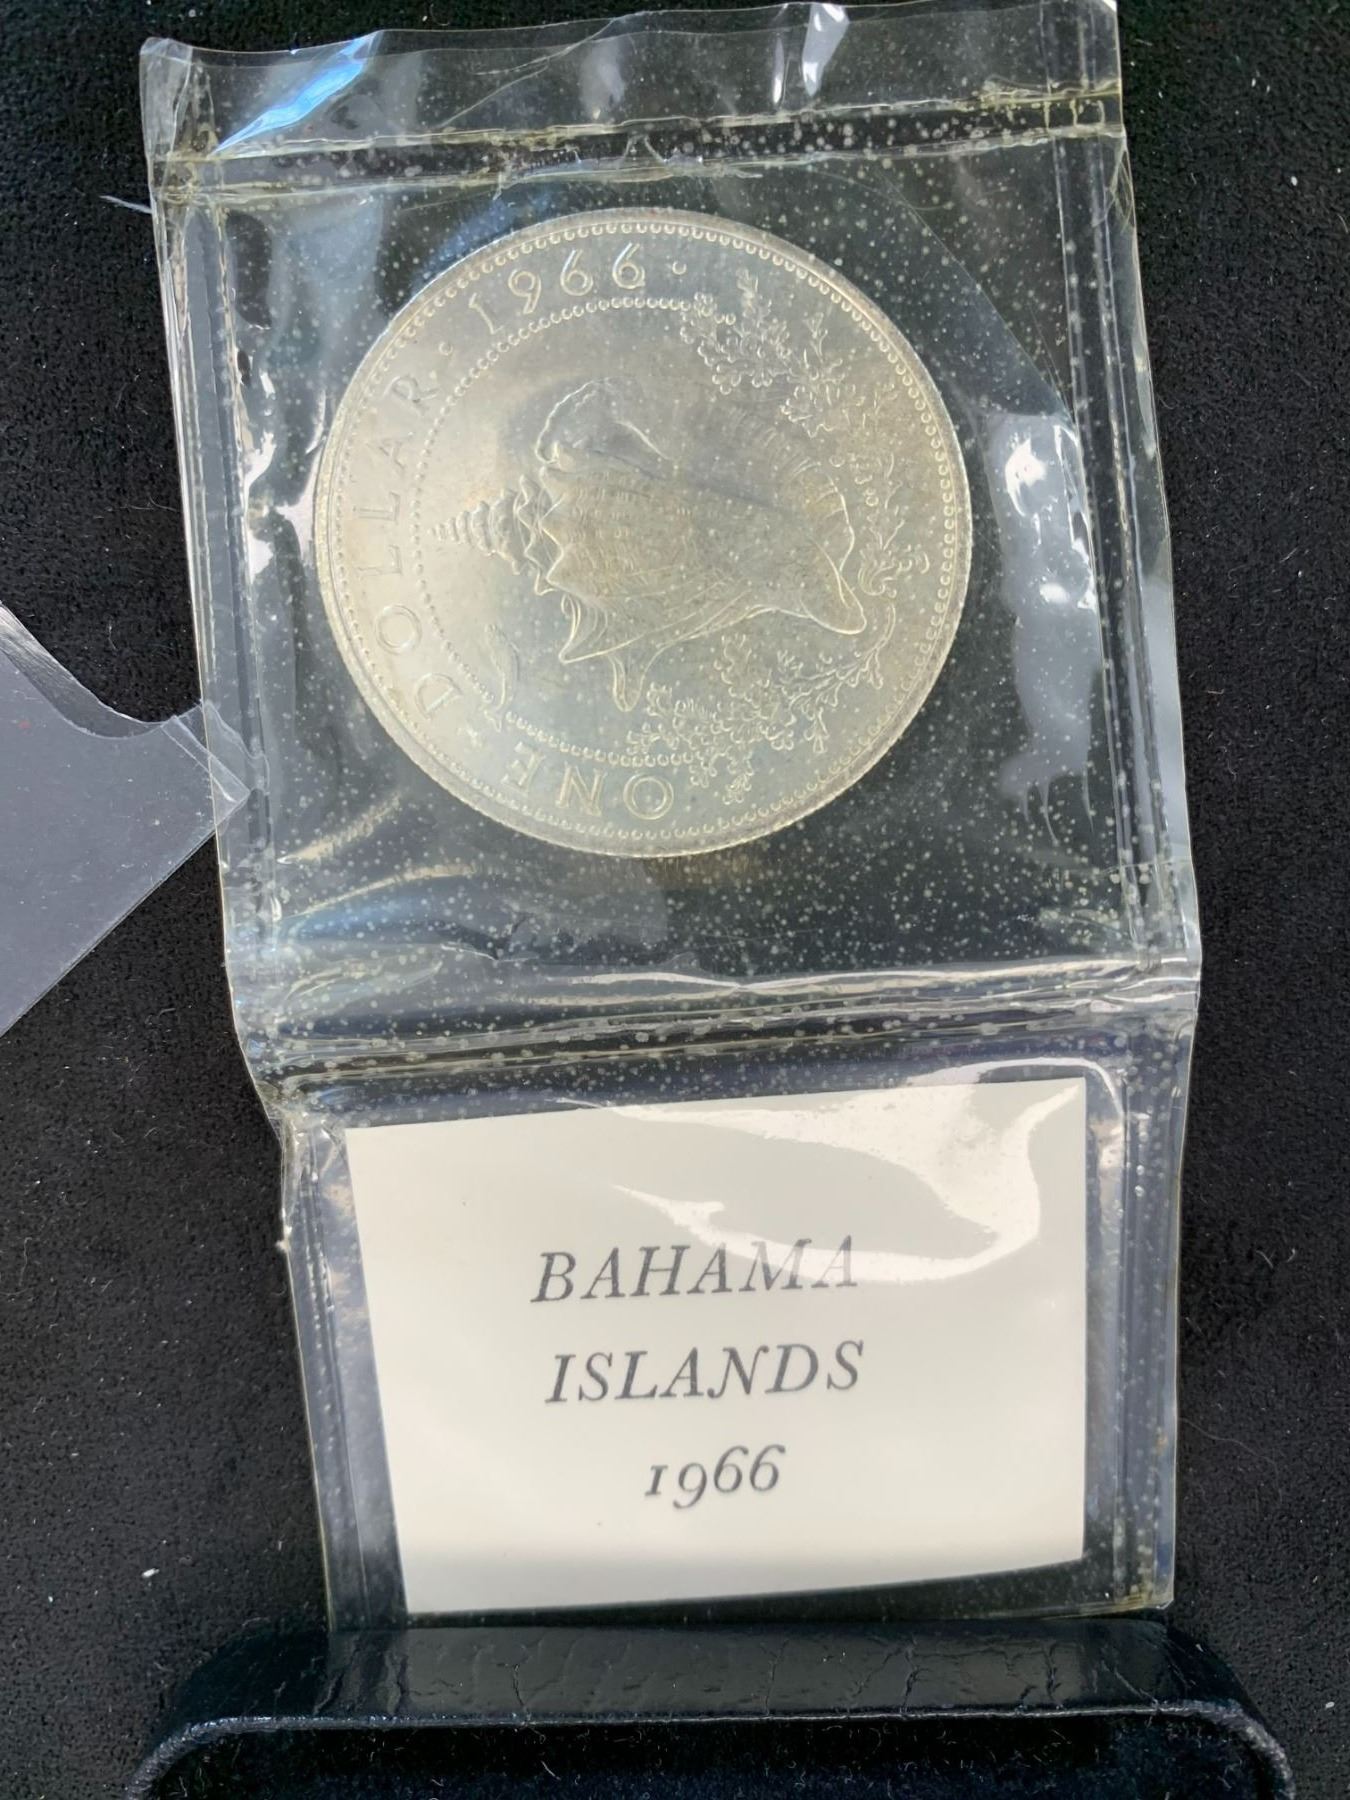 ONE · DOLLAR · 1966 ·
BAHAMA
ISLANDS
1966